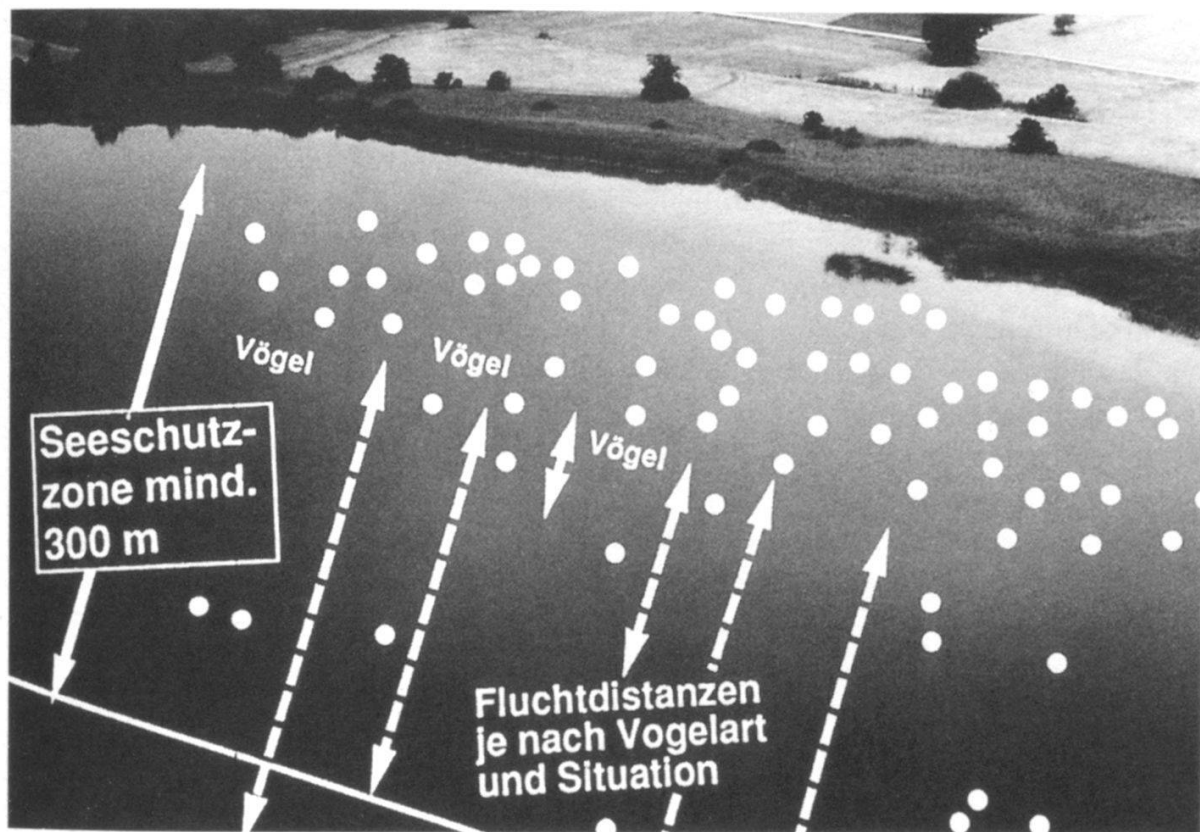 Vögel
Vögel
Vögel
Seeschutz-
zone mind.
300 m
Fluchtdistanzen
je nach Vogelart
und Situation